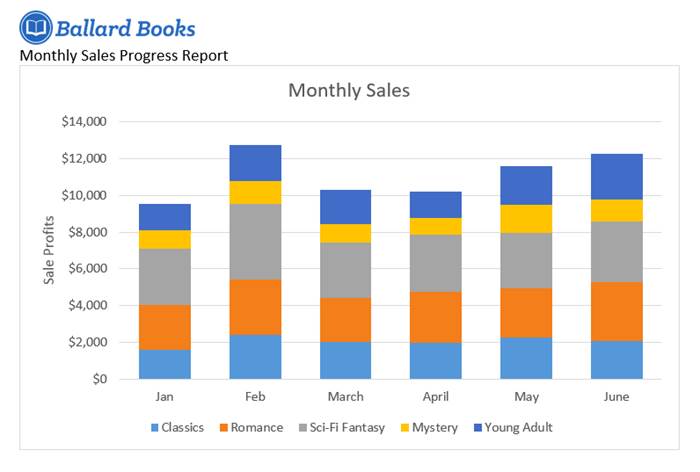 Ballard Books
Monthly Sales Progress Report
Monthly Sales
$14,000
$12,000
$10,000
$8,000
$6,000
$4,000
$2,000
$0
Sale Profits
Jan Feb March April May June
Classics Romance Sci-Fi Fantasy Mystery Young Adult